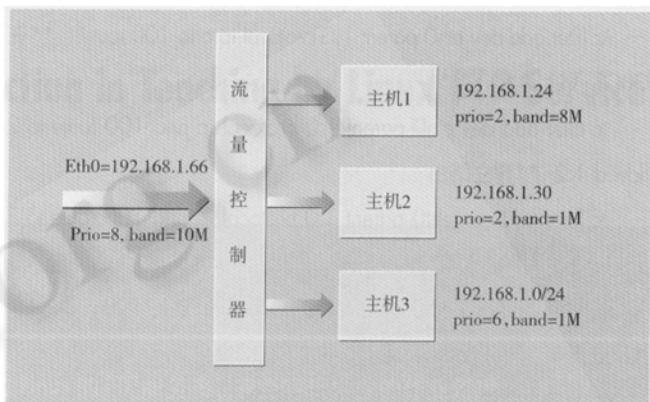 流量控制器
Eth0=192.168.1.66
Prio=8, band=10M
主机1
192.168.1.24
prio=2,band=8M
主机2
192.168.1.30
prio=2,band=1M
主机3
192.168.1.0/24
prio=6,band=1M
org.cn